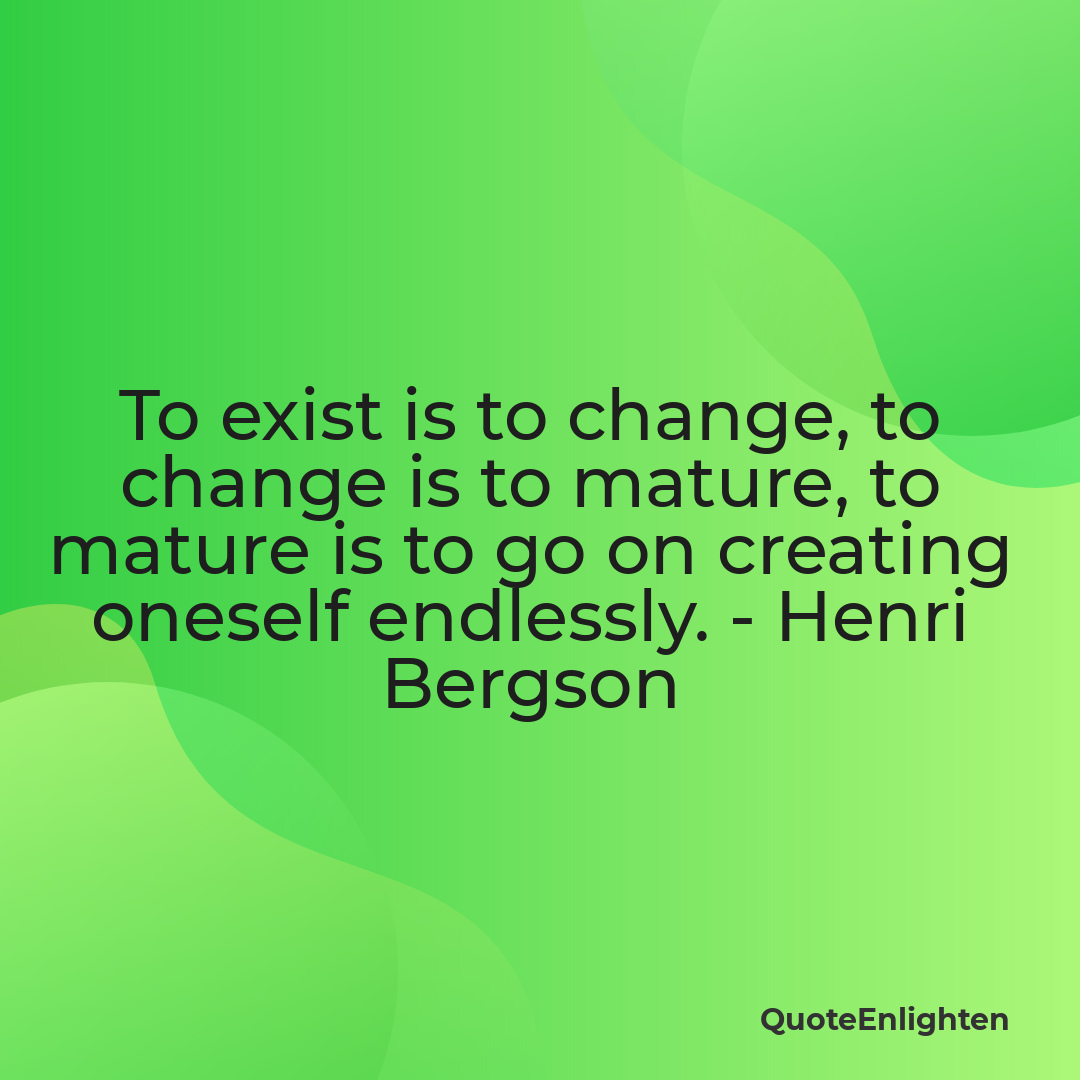 To exist is to change, to
change is to mature, to
mature is to go on creating
oneself endlessly. - Henri
Bergson
QuoteEnlighten